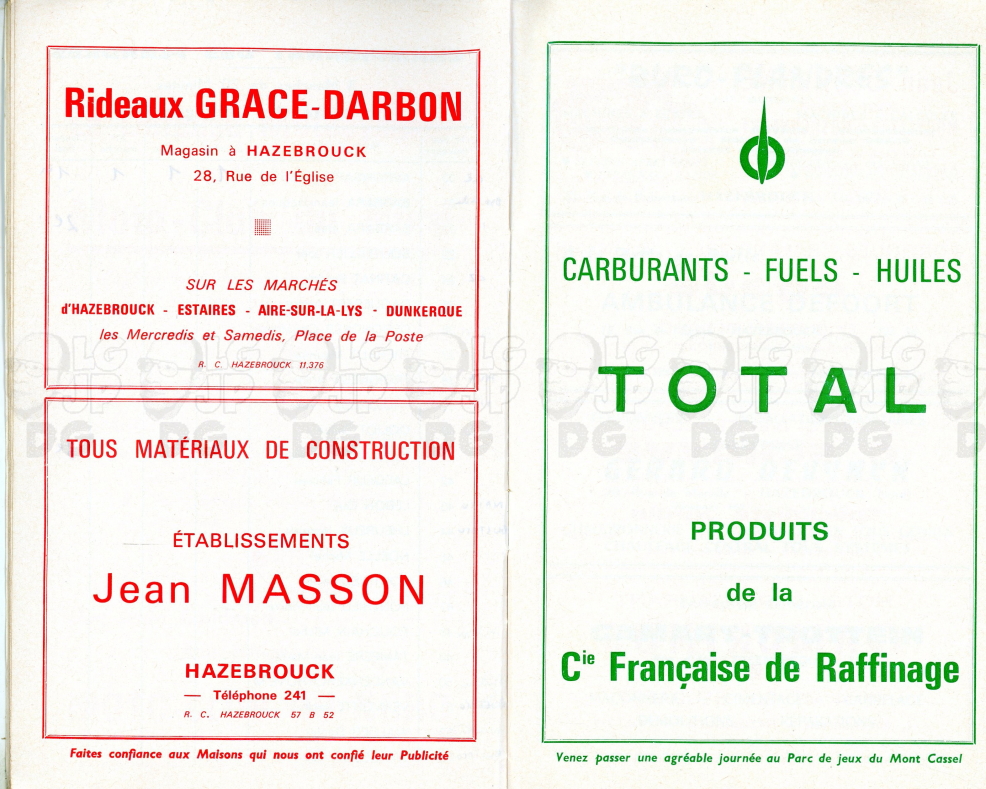 Rideaux GRACE-DARBON
Magasin à HAZEBROUCK
28, Rue de l'Église
SUR LES MARCHÉS
d'HAZEBROUCK - ESTAIRES - AIRE-SUR-LA-LYS - DUNKERQUE
les Mercredis et Samedis, Place de la Poste
R. C. HAZEBROUCK 11.376
TOUS MATÉRIAUX DE CONSTRUCTION
ÉTABLISSEMENTS
Jean MASSON
HAZEBROUCK
— Téléphone 241 —
R. C. HAZEBROUCK 57 B 52
Faites confiance aux Maisons qui nous ont confié leur Publicité
CARBURANTS - FUELS - HUILES
TOTAL
PRODUITS
de la
Cie Française de Raffinage
Venez passer une agréable journée au Parc de jeux du Mont Cassel
LG JP DG